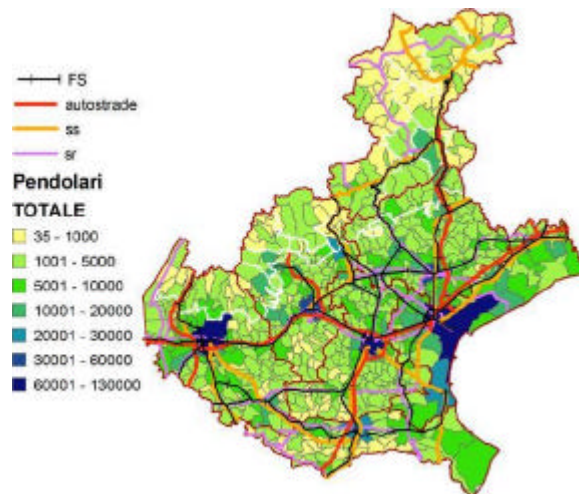 FS
autostrade
ss
sr
Pendolari
TOTALE
35 - 1000
1001 - 5000
5001 - 10000
10001 - 20000
20001 - 30000
30001 - 60000
60001 - 130000